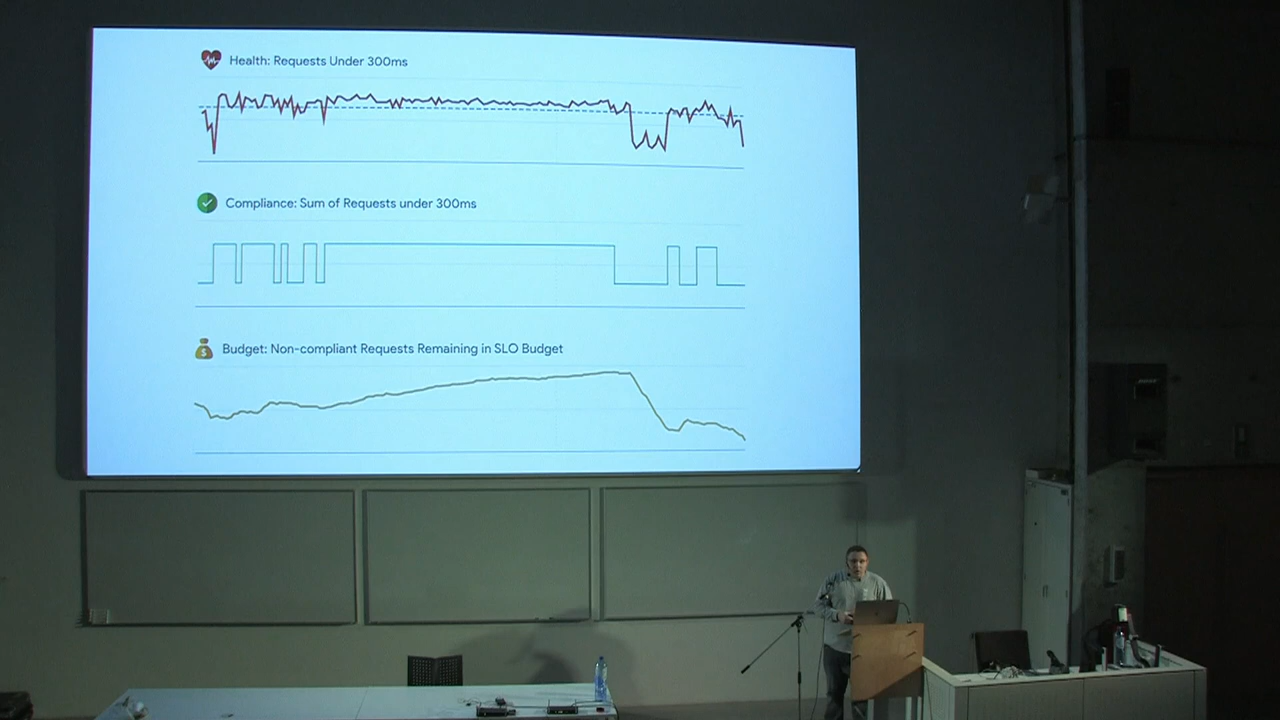 Health: Requests Under 300ms
Compliance: Sum of Requests under 300ms
Budget: Non-compliant Requests Remaining in SLO Budget